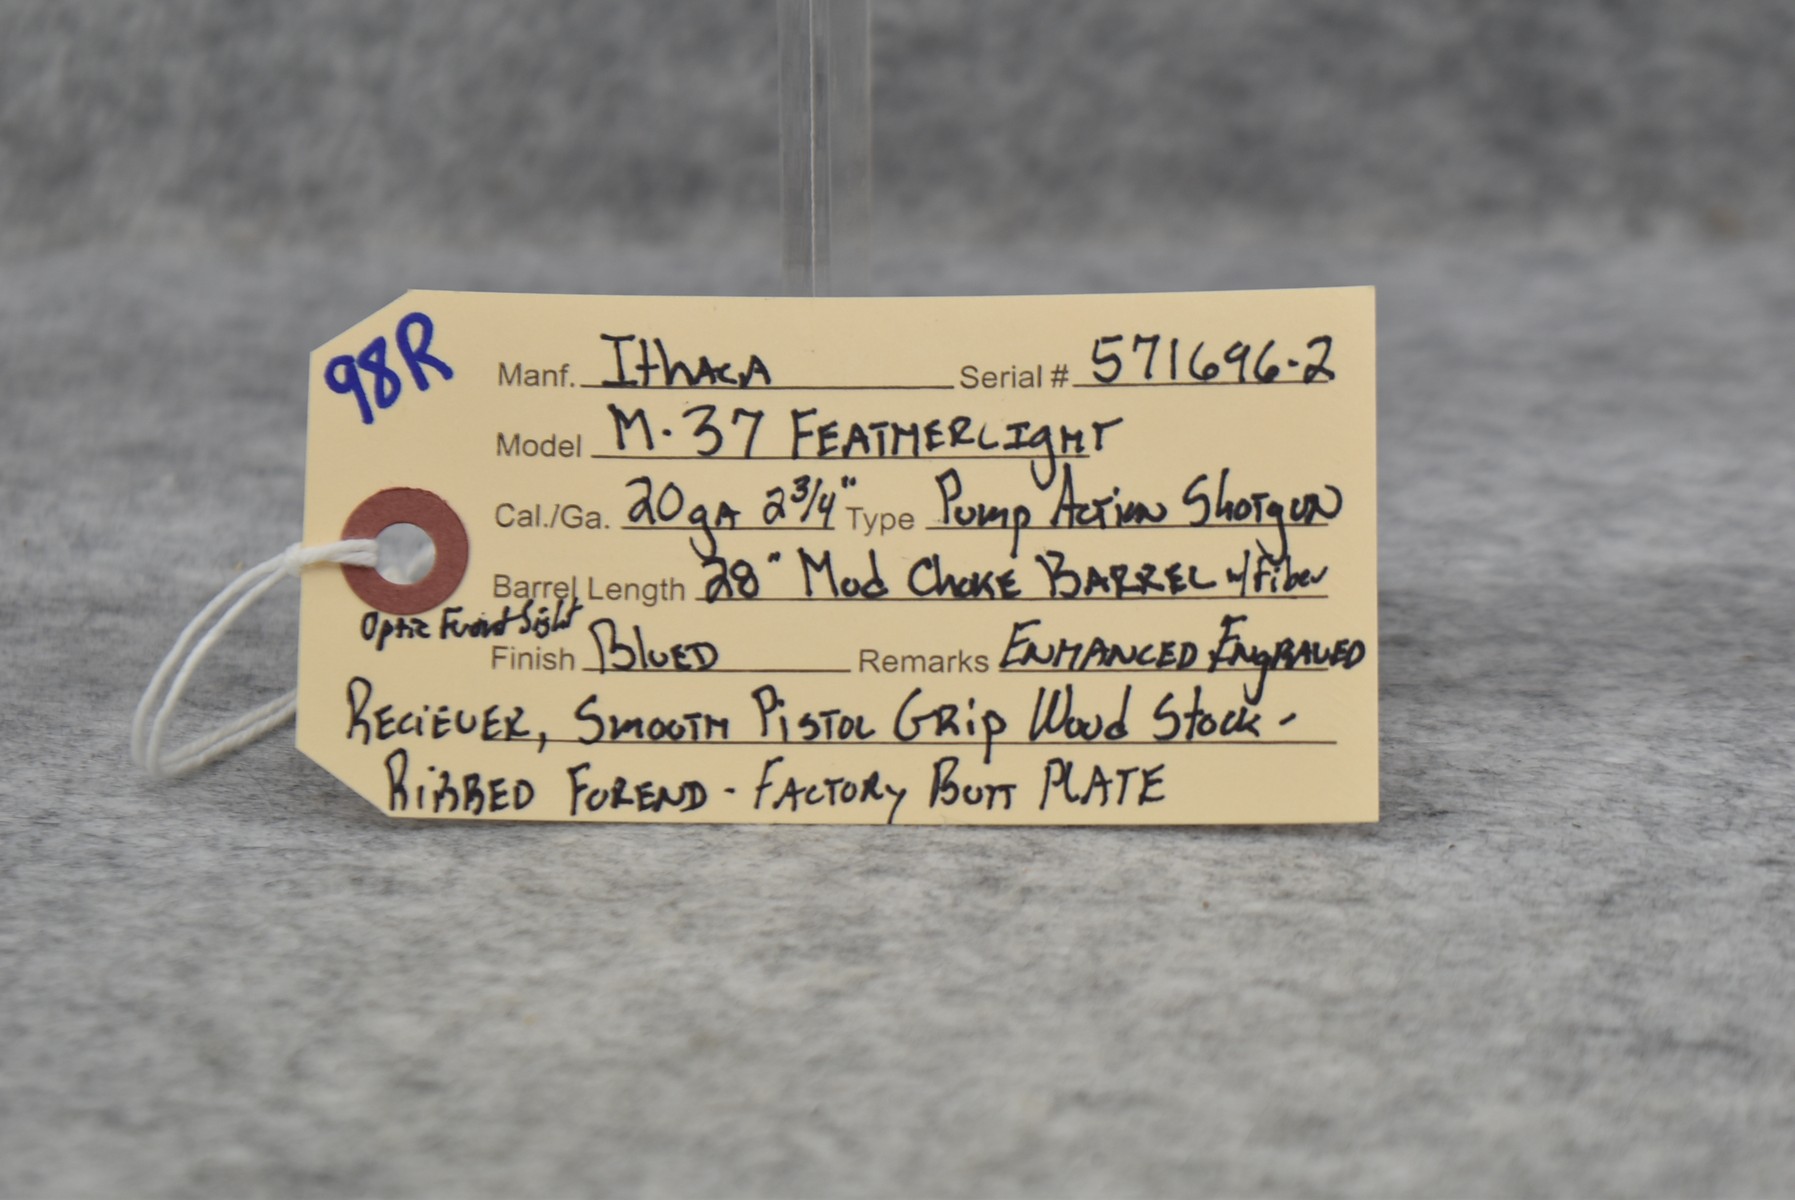 98R
Manf. Ithaca Serial # 571696-2
Model M-37 FEATHERLIGHT
Cal./Ga. 20 ga 2 3/4" Type Pump Action Shotgun
Barrel Length 28" Mod Choke BARREL w/ Fiber
Optic Front Sight
Finish Blued Remarks ENHANCED ENGRAVED
RECIEVER, SMOOTH PISTOL GRip Wood Stock -
RiBBED FOREND - FACTORY BUTT PLATE